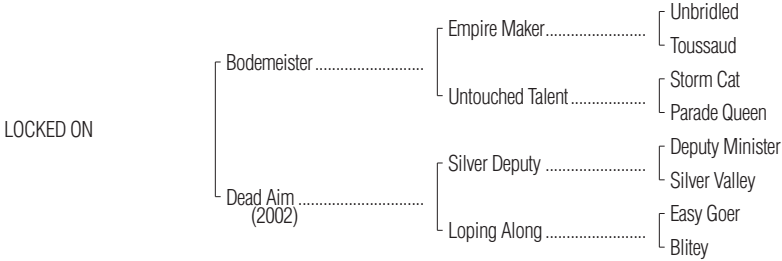 Unbridled
Empire Maker..........................
Toussaud
Bodemeister..........................
Storm Cat
Untouched Talent..................
Parade Queen
LOCKED ON
Deputy Minister
Silver Deputy ........................
Silver Valley
Dead Aim ..............................
(2002)
Easy Goer
Loping Along ........................
Blitey